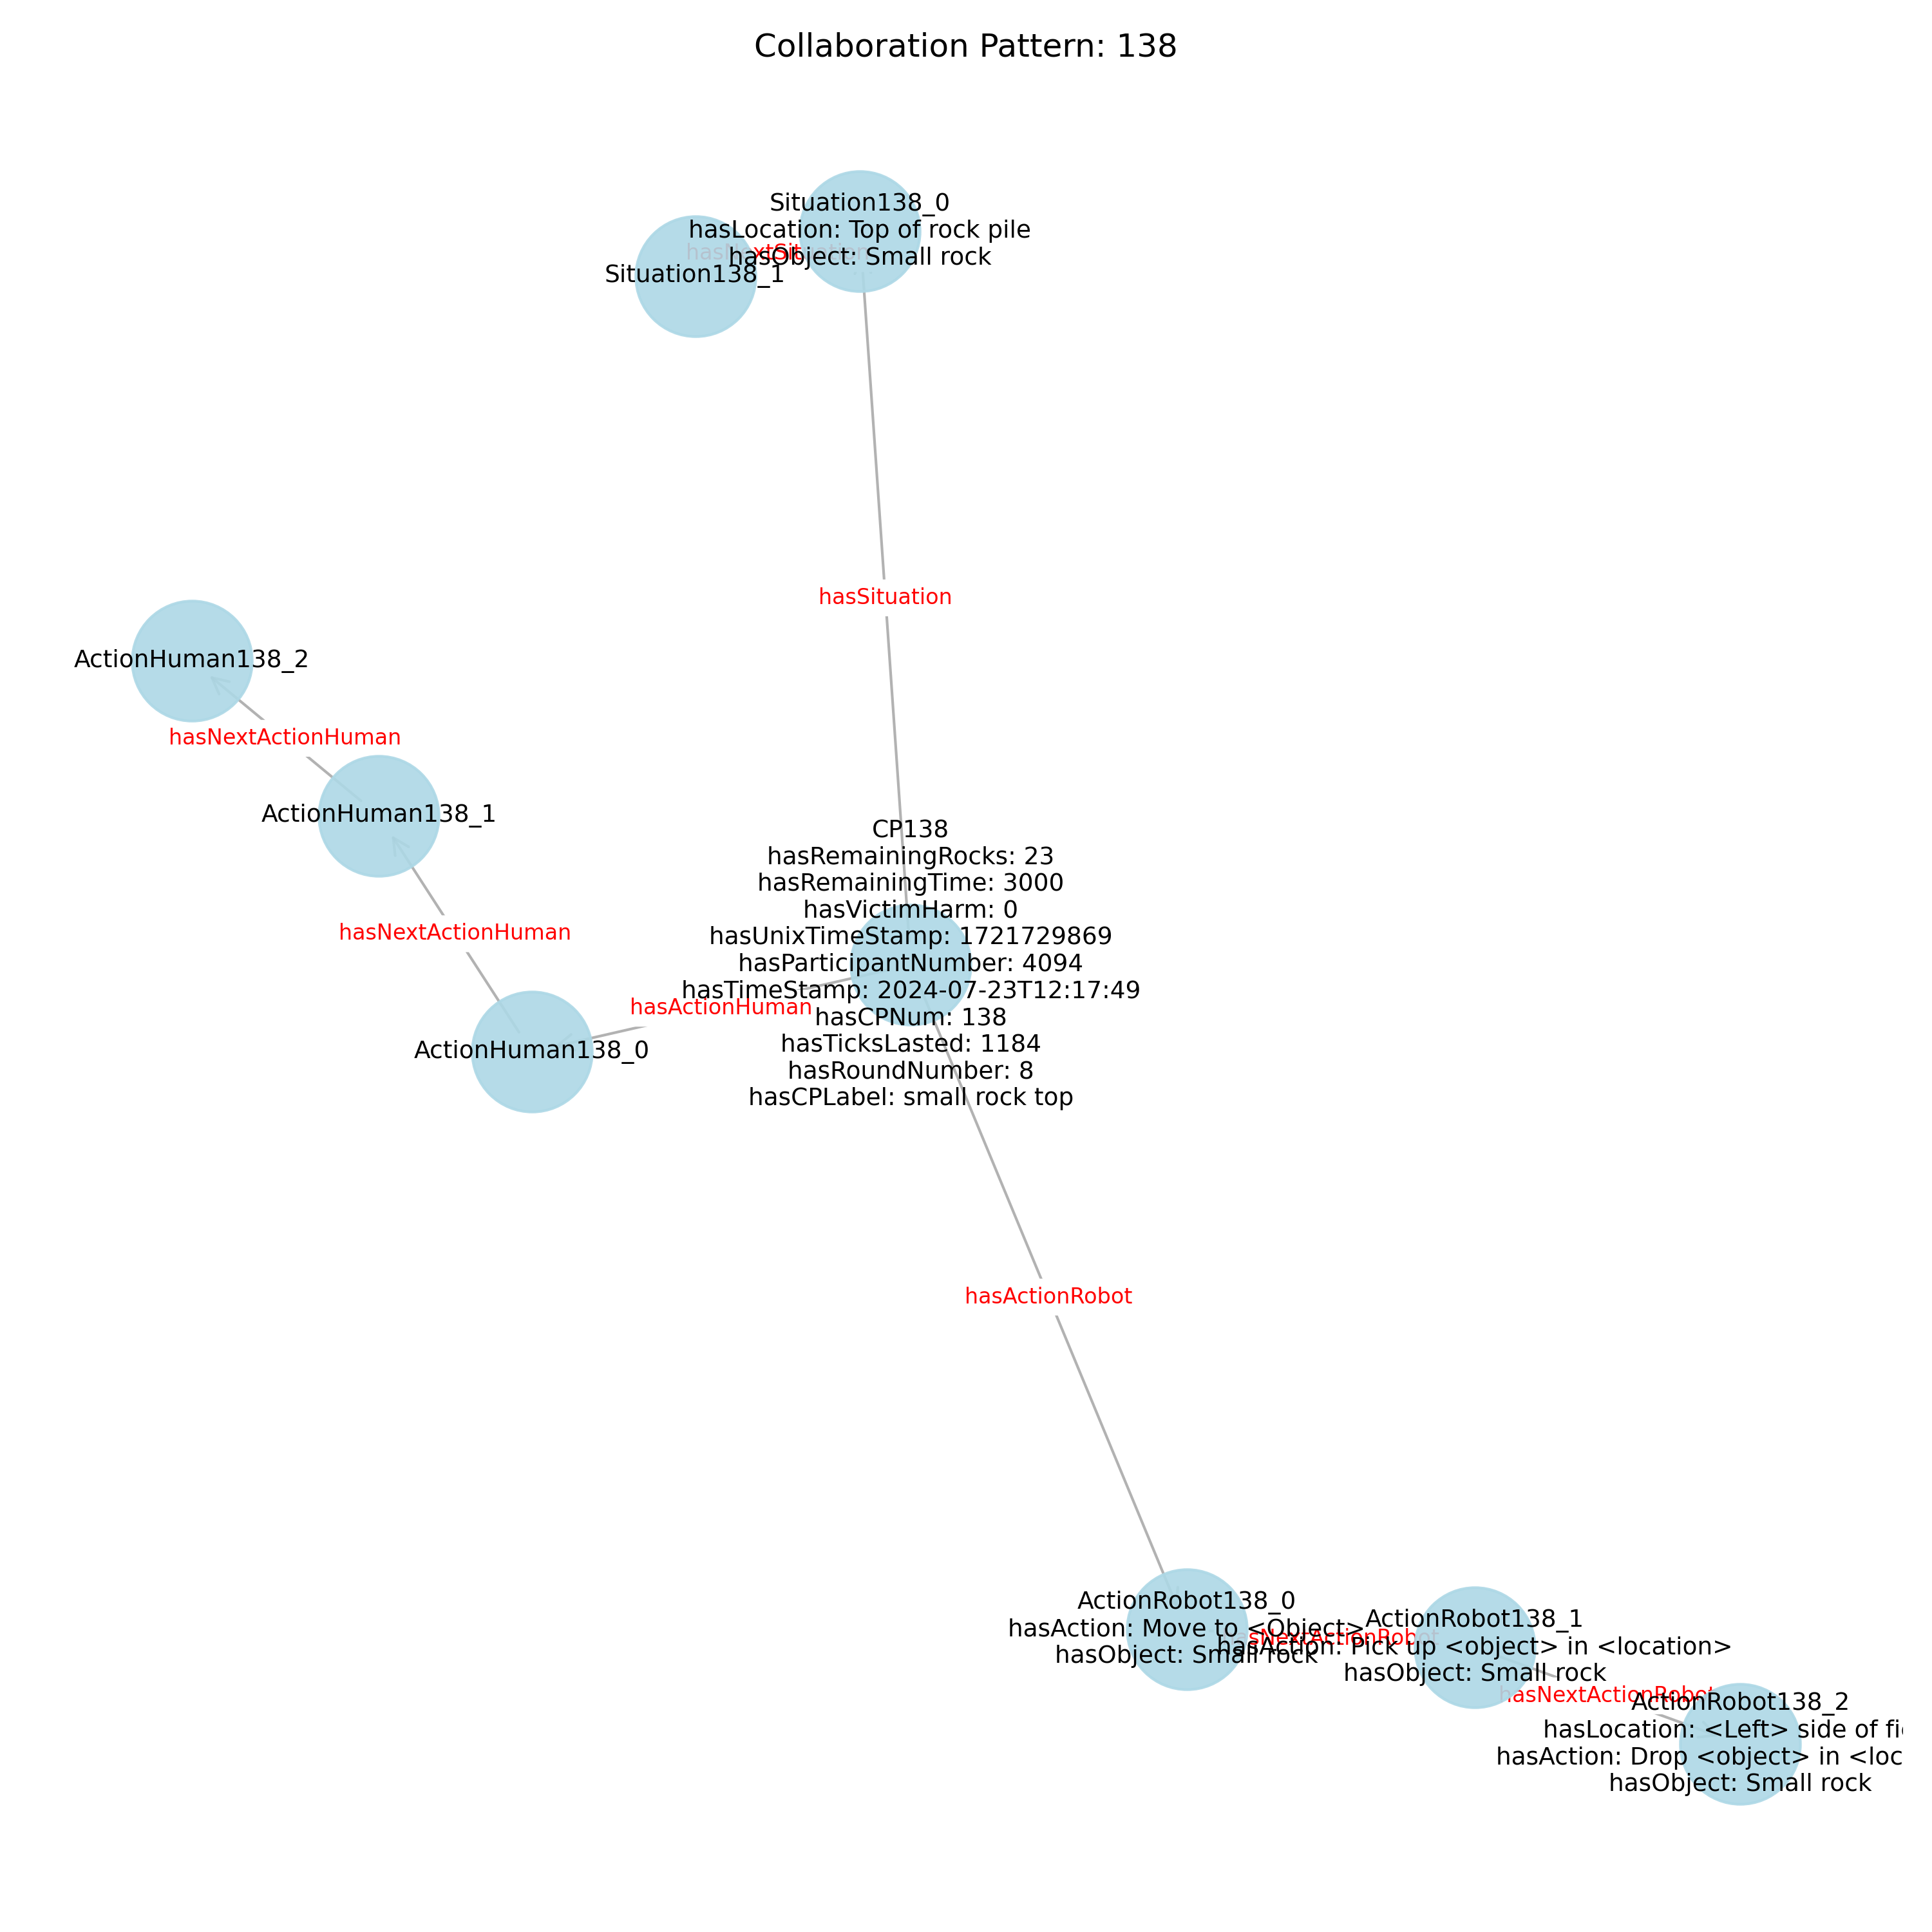 Collaboration Pattern: 138
Situation138_0
hasLocation: Top of rock pile
hasObject: Small rock
hasNextSituation
Situation138_1
hasSituation
ActionHuman138_2
hasNextActionHuman
ActionHuman138_1
hasNextActionHuman
ActionHuman138_0
hasActionHuman
CP138
hasRemainingRocks: 23
hasRemainingTime: 3000
hasVictimHarm: 0
hasUnixTimeStamp: 1721729869
hasParticipantNumber: 4094
hasTimeStamp: 2024-07-23T12:17:49
hasCPNum: 138
hasTicksLasted: 1184
hasRoundNumber: 8
hasCPLabel: small rock top
hasActionRobot
ActionRobot138_0
hasAction: Move to <Object>
hasObject: Small rock
hasNextActionRobot
ActionRobot138_1
hasAction: Pick up <object> in <location>
hasObject: Small rock
hasNextActionRobot
ActionRobot138_2
hasLocation: <Left> side of
hasAction: Drop <object> in
hasObject: Small rock